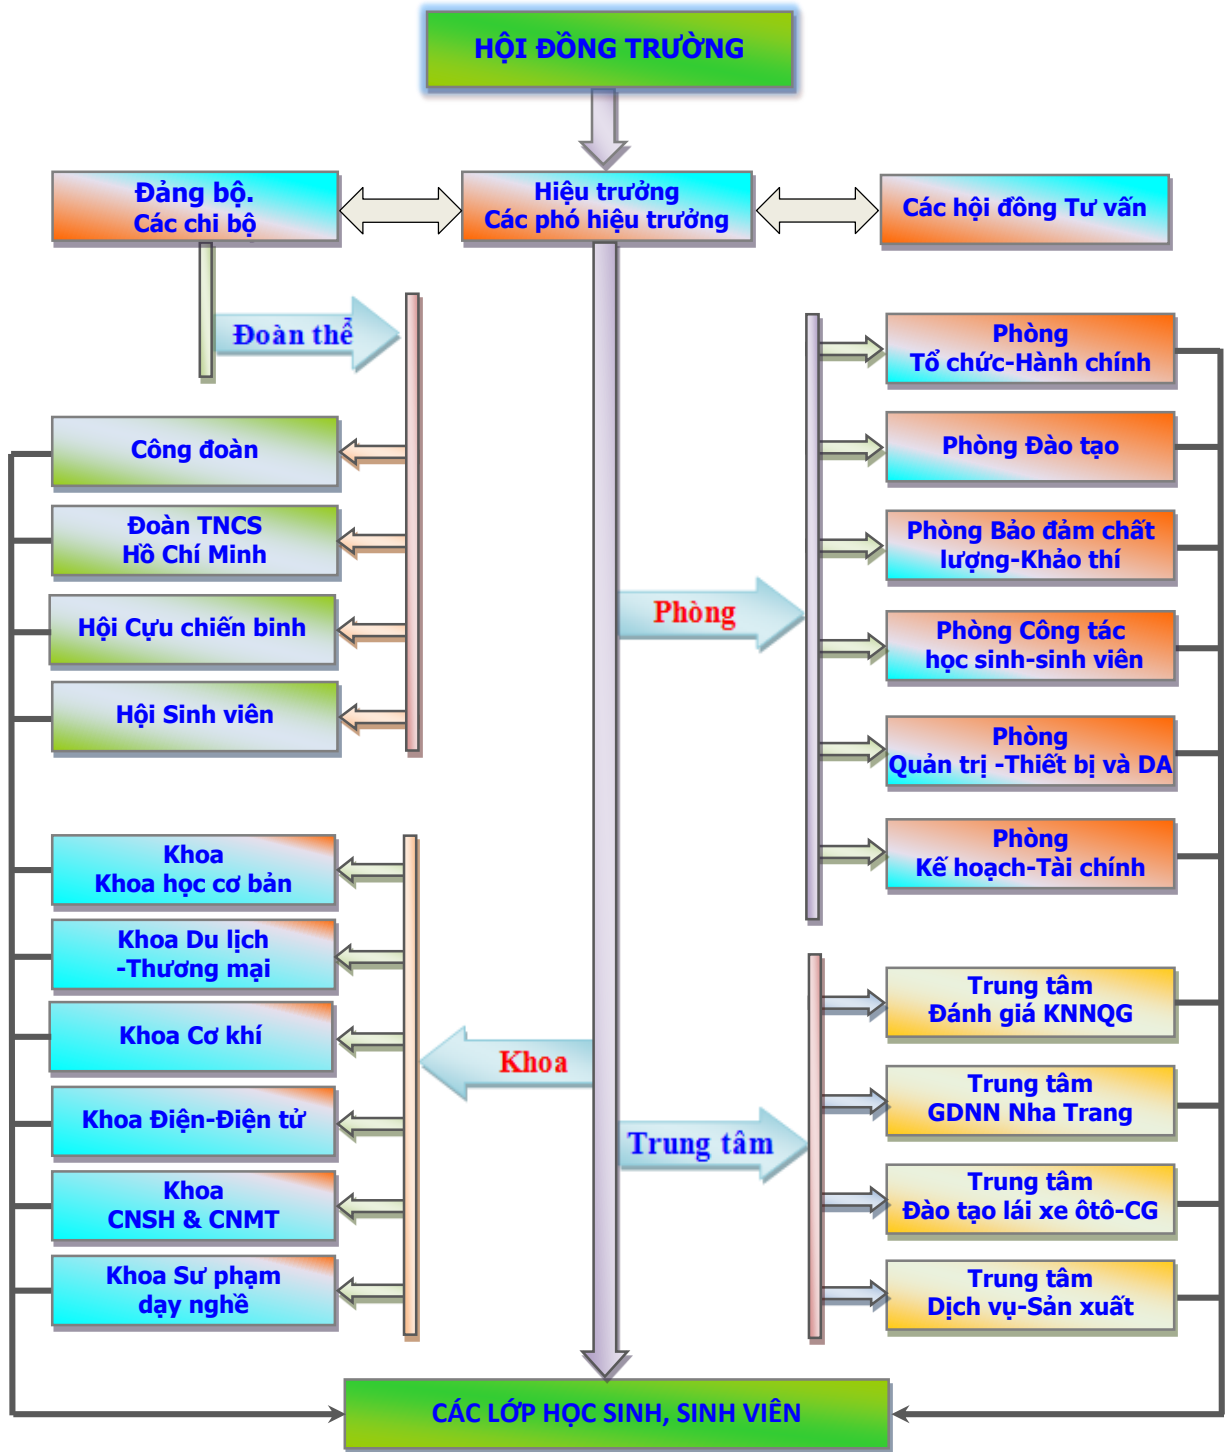 HỘI ĐỒNG TRƯỜNG
Đảng bộ.
Các chi bộ
Hiệu trưởng
Các phó hiệu trưởng
Các hội đồng Tư vấn
Đoàn thể
Công đoàn
Đoàn TNCS
Hồ Chí Minh
Hội Cựu chiến binh
Hội Sinh viên
Phòng
Phòng
Tổ chức-Hành chính
Phòng Đào tạo
Phòng Bảo đảm chất
lượng-Khảo thí
Phòng Công tác
học sinh-sinh viên
Phòng
Quản trị -Thiết bị và DA
Phòng
Kế hoạch-Tài chính
Khoa
Khoa
Khoa học cơ bản
Khoa Du lịch
-Thương mại
Khoa Cơ khí
Khoa Điện-Điện tử
Khoa
CNSH & CNMT
Khoa Sư phạm
dạy nghề
Trung tâm
Trung tâm
Đánh giá KNNQG
Trung tâm
GDNN Nha Trang
Trung tâm
Đào tạo lái xe ôtô-CG
Trung tâm
Dịch vụ-Sản xuất
CÁC LỚP HỌC SINH, SINH VIÊN